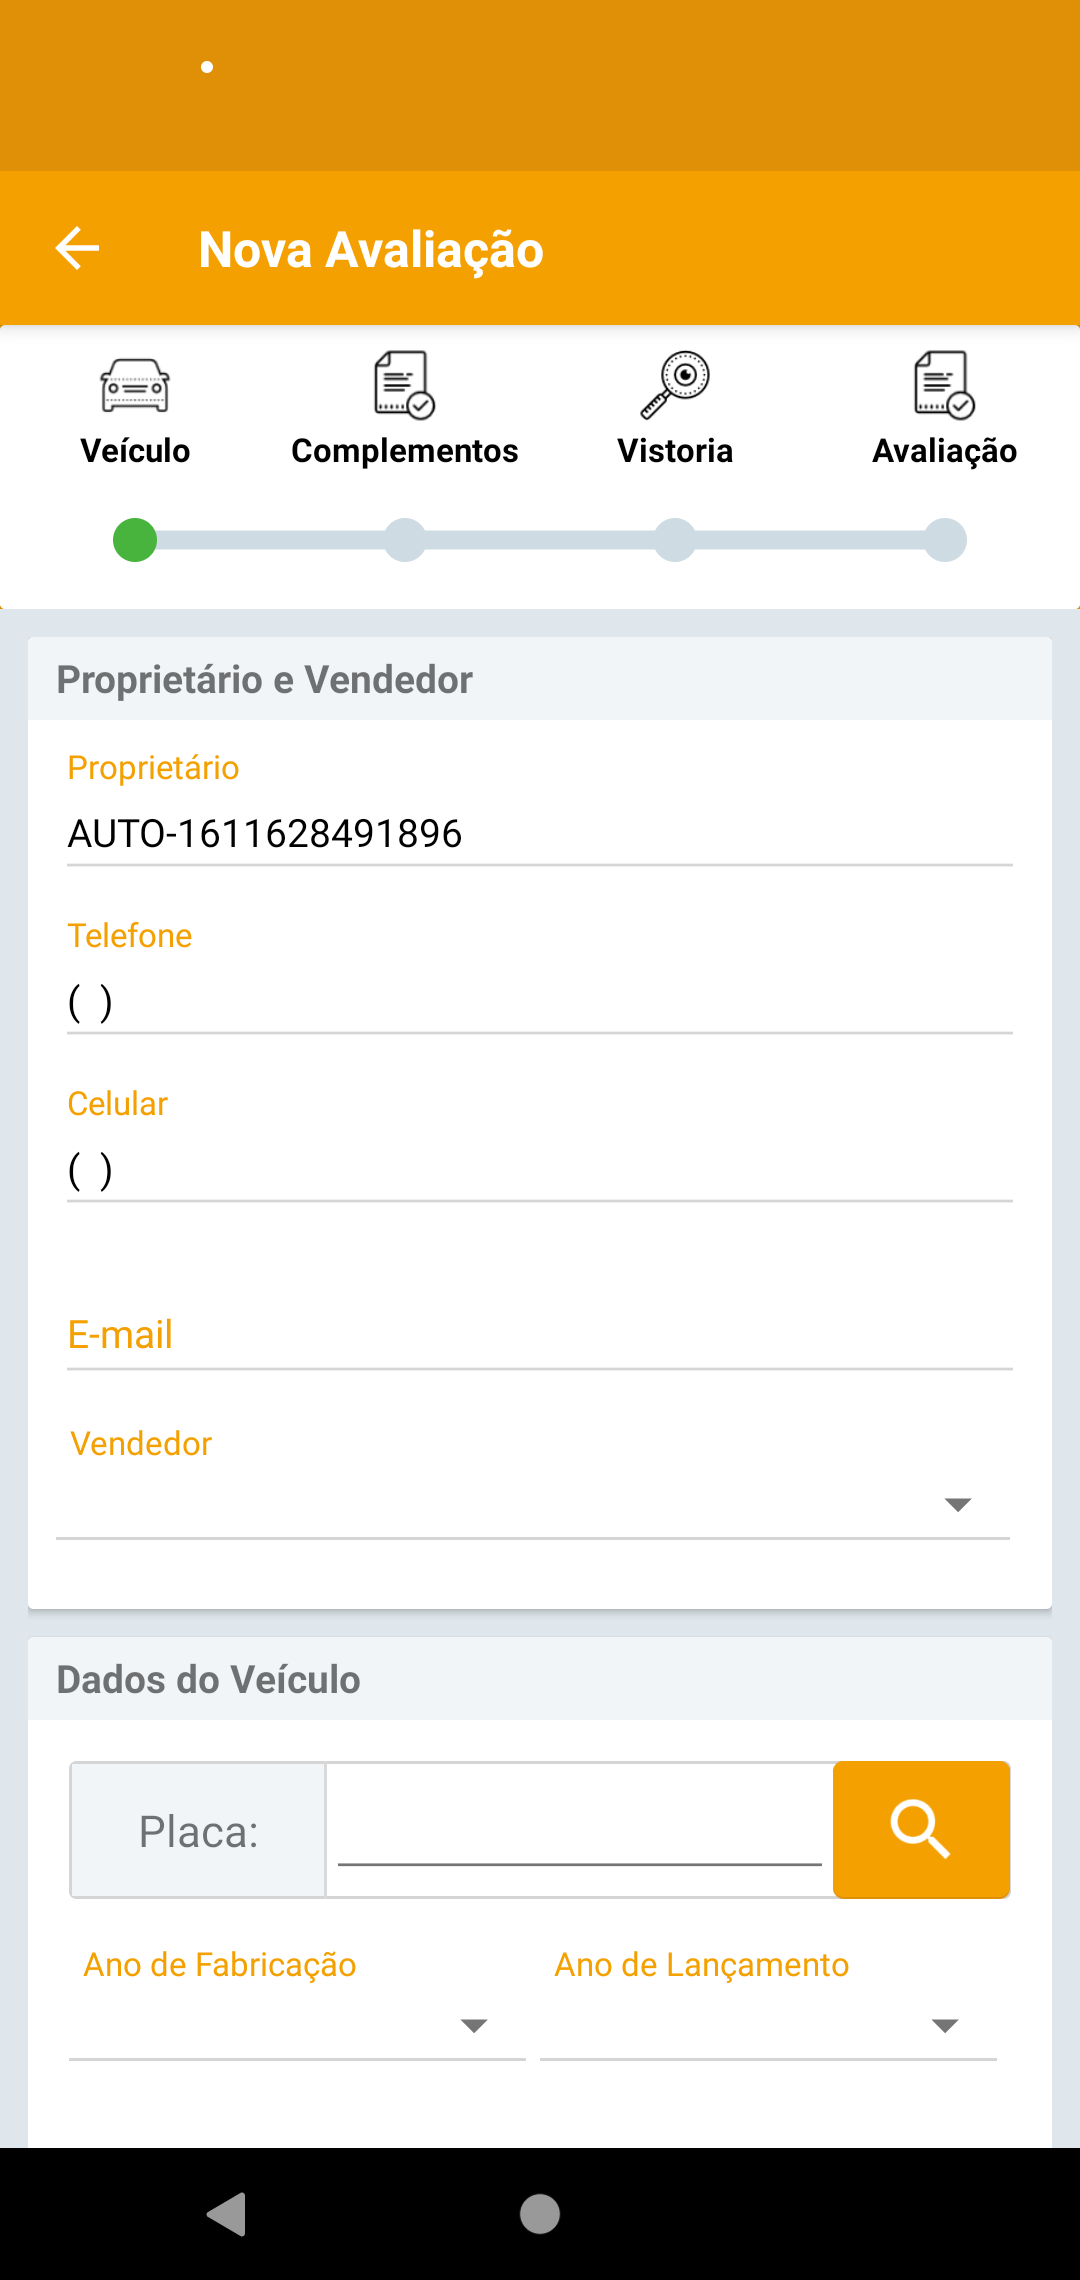 Nova Avaliação
Veículo Complementos Vistoria Avaliação
Proprietário e Vendedor
Proprietário
AUTO-1611628491896
Telefone
( )
Celular
( )
E-mail
Vendedor
Dados do Veículo
Placa:
Ano de Fabricação Ano de Lançamento